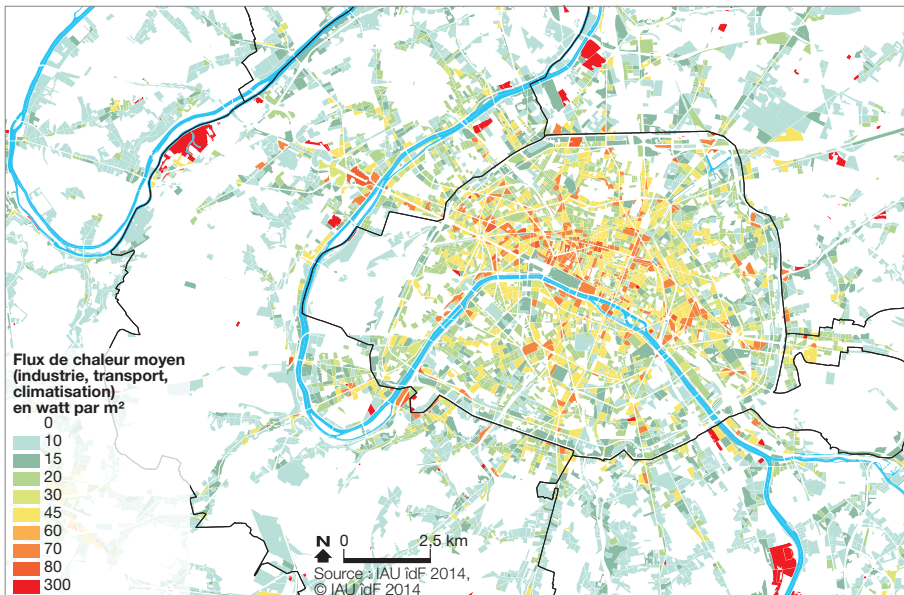 Flux de chaleur moyen
(industrie, transport,
climatisation)
en watt par m²
0
10
15
20
30
45
60
70
80
300
N 0 2,5 km
Source : IAU îdF 2014,
© IAU îdF 2014